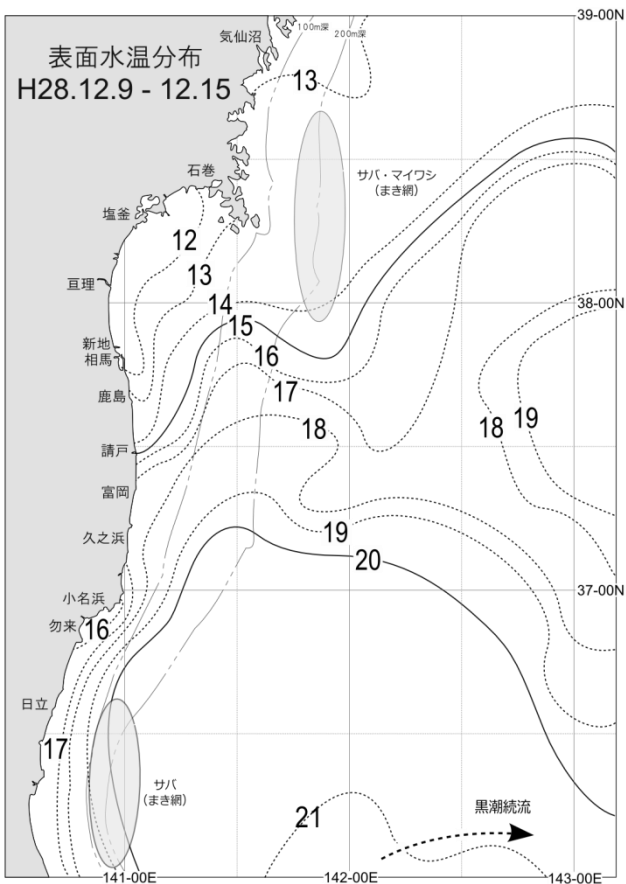 39-00N
100m深
200m深
気仙沼
表面水温分布
H28.12.9 - 12.15
13
石巻
サバ・マイワシ
(まき網)
塩釜
12
13
亘理
14
38-00N
15
新地
相馬
16
17
鹿島
18
18
19
請戸
富岡
久之浜
19
20
小名浜
37-00N
勿来
16
日立
17
サバ
(まき網)
21
黒潮続流
141-00E
142-00E
143-00E